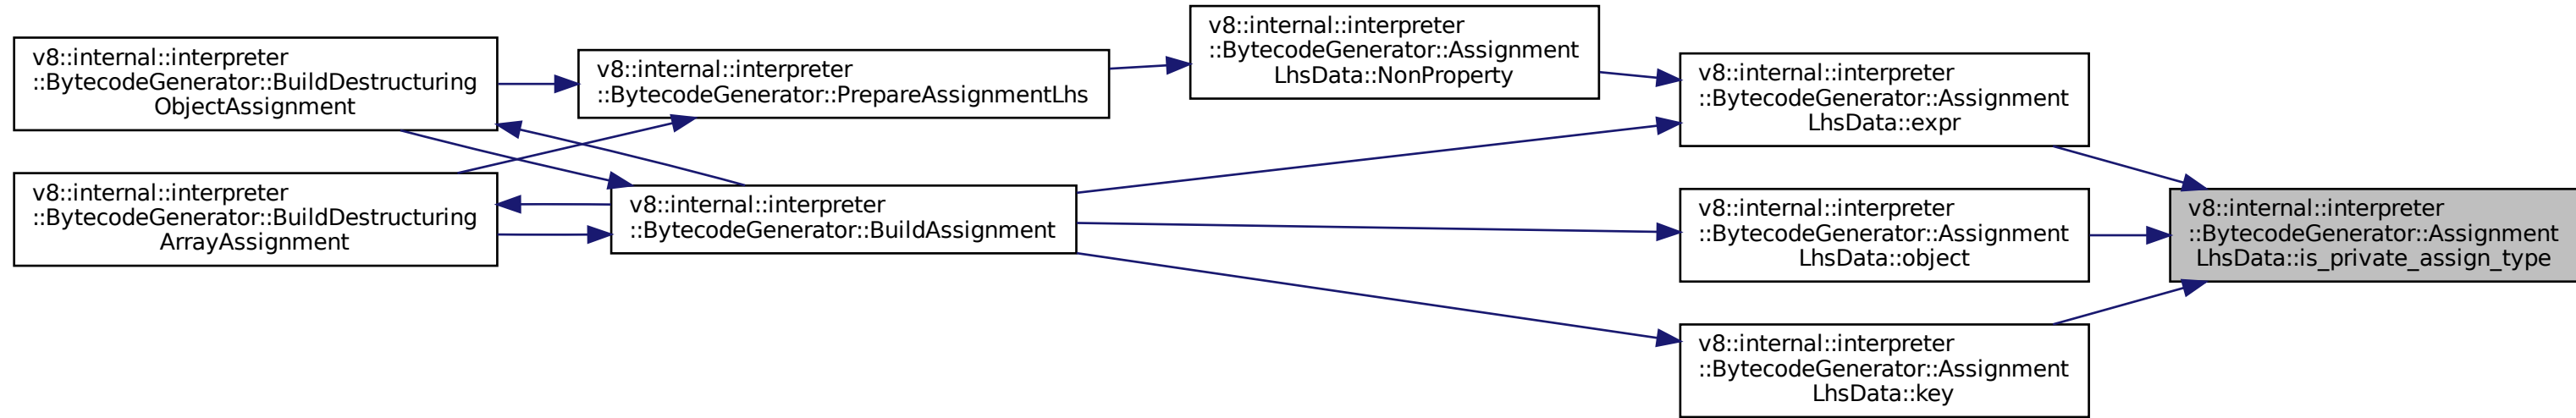 v8::internal::interpreter
::BytecodeGenerator::BuildDestructuring
ObjectAssignment
v8::internal::interpreter
::BytecodeGenerator::BuildDestructuring
ArrayAssignment
v8::internal::interpreter
::BytecodeGenerator::PrepareAssignmentLhs
v8::internal::interpreter
::BytecodeGenerator::BuildAssignment
v8::internal::interpreter
::BytecodeGenerator::Assignment
LhsData::NonProperty
v8::internal::interpreter
::BytecodeGenerator::Assignment
LhsData::expr
v8::internal::interpreter
::BytecodeGenerator::Assignment
LhsData::object
v8::internal::interpreter
::BytecodeGenerator::Assignment
LhsData::key
v8::internal::interpreter
::BytecodeGenerator::Assignment
LhsData::is_private_assign_type